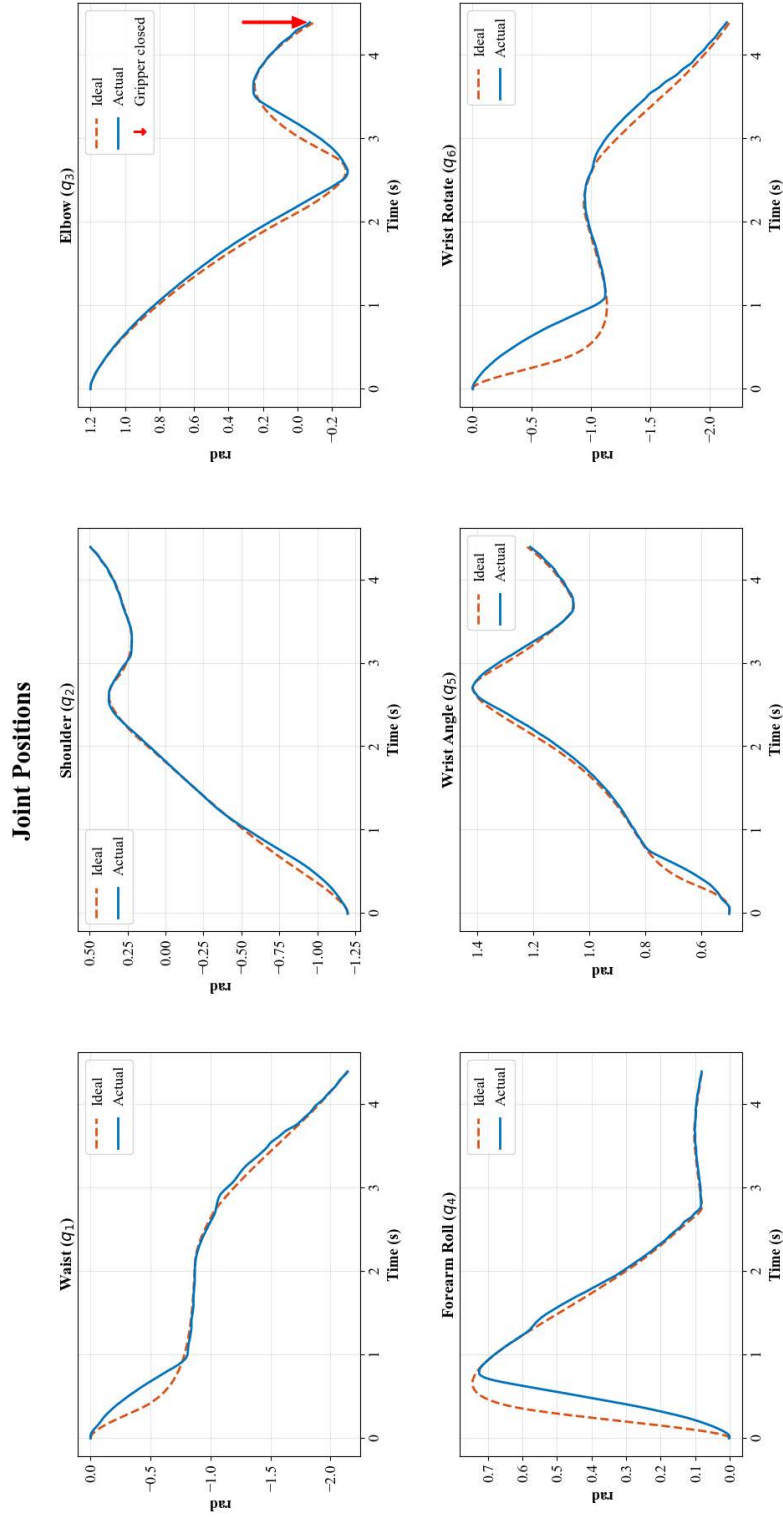 Joint Positions
Waist (q1)
Ideal
Actual
0.0
−0.5
−1.0
−1.5
−2.0
rad
0 1 2 3 4
Time (s)
Shoulder (q2)
Ideal
Actual
0.50
0.25
0.00
−0.25
−0.50
−0.75
−1.00
−1.25
rad
0 1 2 3 4
Time (s)
Elbow (q3)
Ideal
Actual
Gripper closed
1.2
1.0
0.8
0.6
0.4
0.2
0.0
−0.2
rad
0 1 2 3 4
Time (s)
Forearm Roll (q4)
Ideal
Actual
0.7
0.6
0.5
0.4
0.3
0.2
0.1
0.0
rad
0 1 2 3 4
Time (s)
Wrist Angle (q5)
Ideal
Actual
1.4
1.2
1.0
0.8
0.6
rad
0 1 2 3 4
Time (s)
Wrist Rotate (q6)
Ideal
Actual
0.0
−0.5
−1.0
−1.5
−2.0
rad
0 1 2 3 4
Time (s)